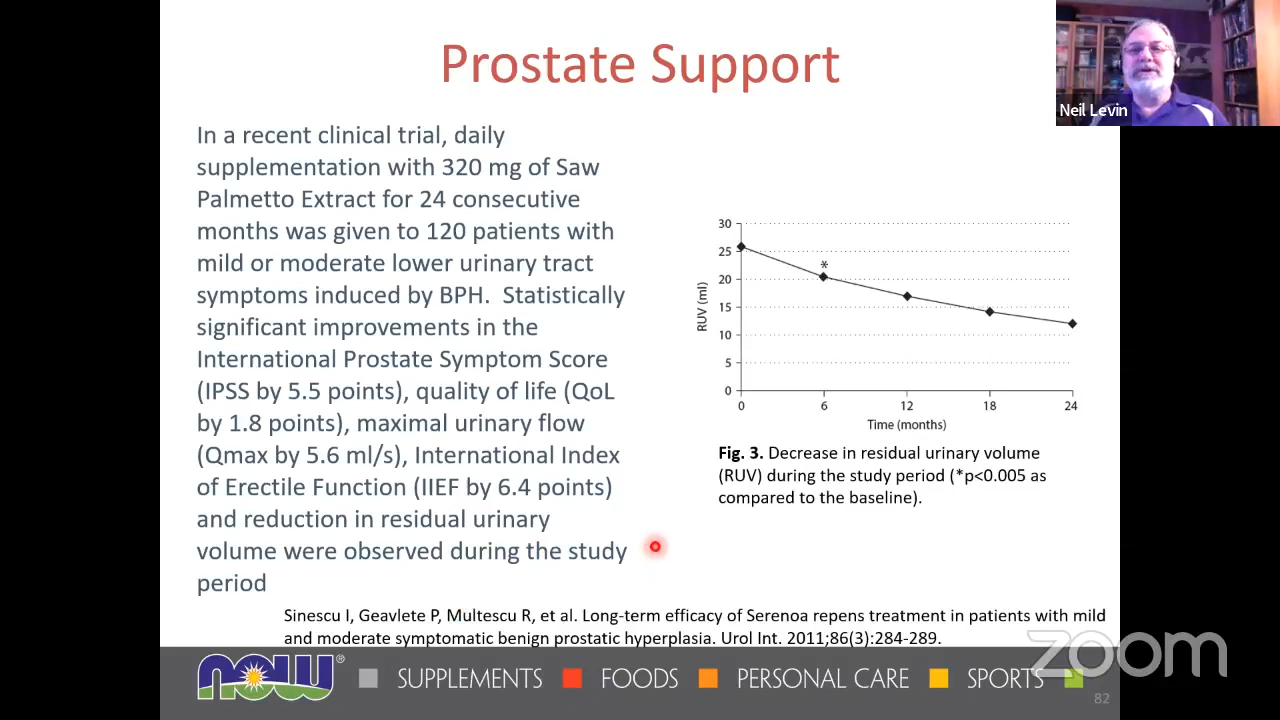 Prostate Support
Neil Levin
In a recent clinical trial, daily
supplementation with 320 mg of Saw
Palmetto Extract for 24 consecutive
months was given to 120 patients with
mild or moderate lower urinary tract
symptoms induced by BPH.  Statistically
significant improvements in the
International Prostate Symptom Score
(IPSS by 5.5 points), quality of life (QoL
by 1.8 points), maximal urinary flow
(Qmax by 5.6 ml/s), International Index
of Erectile Function (IIEF by 6.4 points)
and reduction in residual urinary
volume were observed during the study
period
30
25
20
15
10
5
0
RUV (ml)
*
0 6 12 18 24
Time (months)
Fig. 3. Decrease in residual urinary volume
(RUV) during the study period (*p<0.005 as
compared to the baseline).
Sinescu I, Geavlete P, Multescu R, et al. Long-term efficacy of Serenoa repens treatment in patients with mild
and moderate symptomatic benign prostatic hyperplasia. Urol Int. 2011;86(3):284-289.
zoom
NOW® SUPPLEMENTS FOODS PERSONAL CARE SPORTS
82